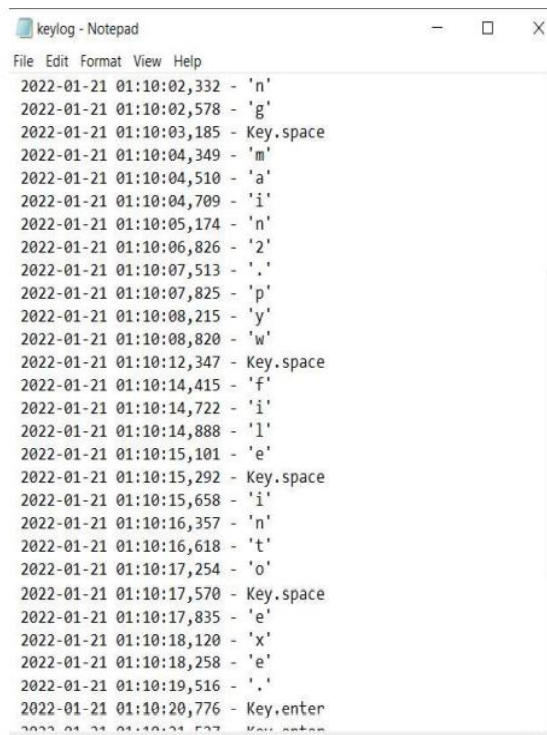 keylog - Notepad
File Edit Format View Help
2022-01-21 01:10:02,332 - 'n'
2022-01-21 01:10:02,578 - 'g'
2022-01-21 01:10:03,185 - Key.space
2022-01-21 01:10:04,349 - 'm'
2022-01-21 01:10:04,510 - 'a'
2022-01-21 01:10:04,709 - 'i'
2022-01-21 01:10:05,174 - 'n'
2022-01-21 01:10:06,826 - '2'
2022-01-21 01:10:07,513 - '.'
2022-01-21 01:10:07,825 - 'p'
2022-01-21 01:10:08,215 - 'y'
2022-01-21 01:10:08,820 - 'w'
2022-01-21 01:10:12,347 - Key.space
2022-01-21 01:10:14,415 - 'f'
2022-01-21 01:10:14,722 - 'i'
2022-01-21 01:10:14,888 - 'l'
2022-01-21 01:10:15,101 - 'e'
2022-01-21 01:10:15,292 - Key.space
2022-01-21 01:10:15,658 - 'i'
2022-01-21 01:10:16,357 - 'n'
2022-01-21 01:10:16,618 - 't'
2022-01-21 01:10:17,254 - 'o'
2022-01-21 01:10:17,570 - Key.space
2022-01-21 01:10:17,835 - 'e'
2022-01-21 01:10:18,120 - 'x'
2022-01-21 01:10:18,258 - 'e'
2022-01-21 01:10:19,516 - '.'
2022-01-21 01:10:20,776 - Key.enter